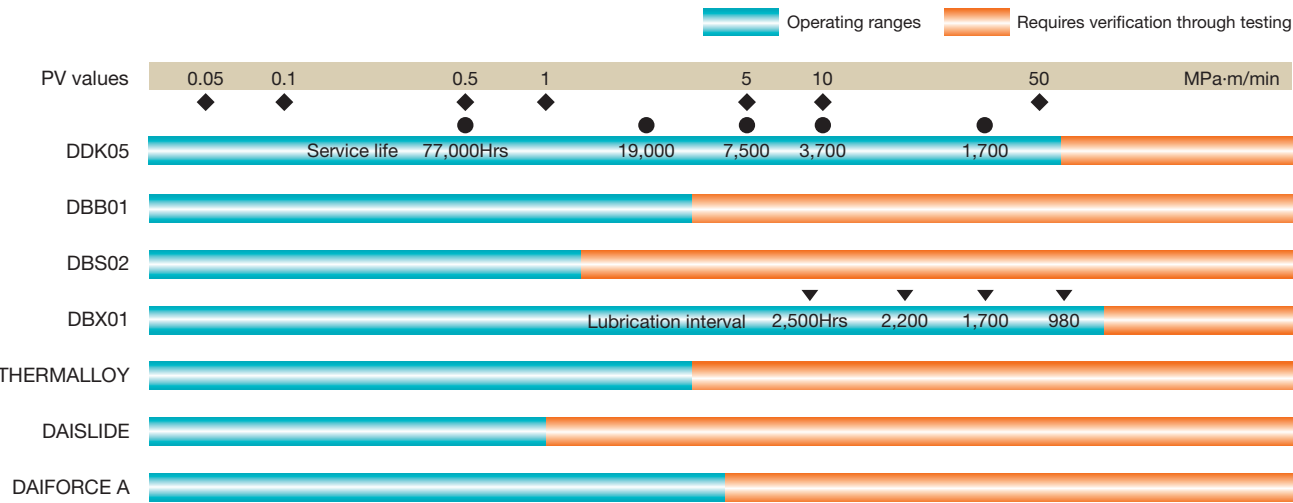 Operating ranges Requires verification through testing
PV values 0.05 0.1 0.5 1 5 10 50 MPa·m/min
DDK05 Service life 77,000Hrs 19,000 7,500 3,700 1,700
DBB01
DBS02
DBX01 Lubrication interval 2,500Hrs 2,200 1,700 980
THERMALLOY
DAISLIDE
DAIFORCE A